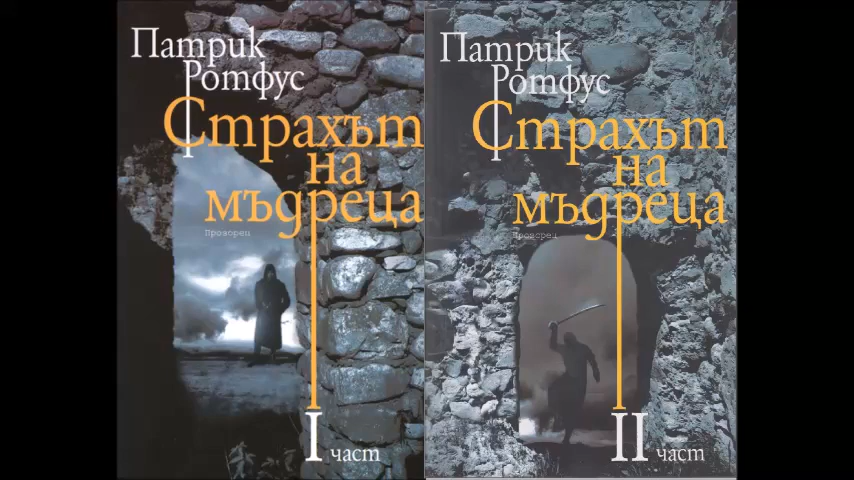 Патрик
Ротфус
Страхът
на
мъдреца
Прозорец
I част
Патрик
Ротфус
Страхът
на
мъдреца
Прозорец
II част